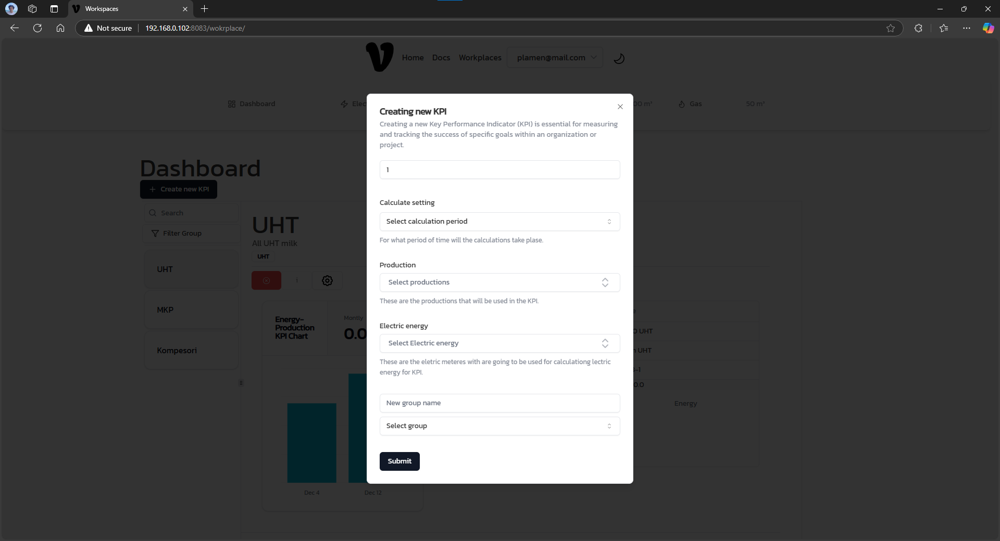 Workspaces
Not secure
192.168.0.102:8083/wokrplace/
Home Docs Workplaces plamen@mail.com
Dashboard
00 m³ Gas 50 m³
Creating new KPI
Creating a new Key Performance Indicator (KPI) is essential for measuring
and tracking the success of specific goals within an organization or
project.
1
Calculate setting
Select calculation period
For what period of time will the calculations take plase.
Production
Select productions
These are the productions that will be used in the KPI.
Electric energy
Select Electric energy
These are the eletric meteres with are going to be used for calculationg lectric
energy for KPI.
New group name
Select group
Submit
Dashboard
Create new KPI
Search
Filter Group
UHT
MKP
Kompesori
UHT
All UHT milk
UHT
Energy-
Production
KPI Chart
Montly
0.0
Dec 4
Dec 12
UHT
UHT
-1
0.0
Energy